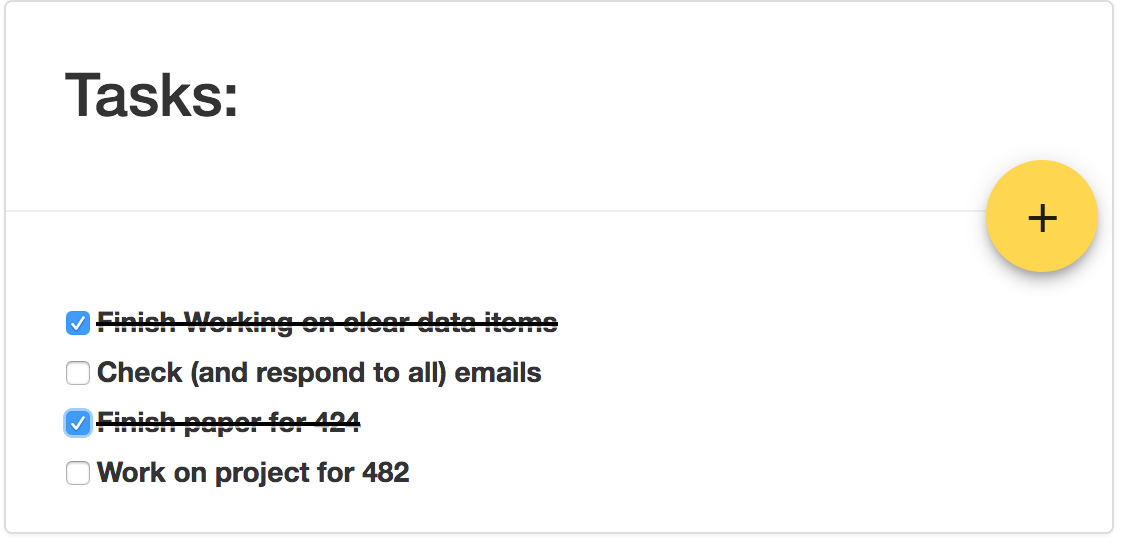 Tasks:
+
Finish Working on clear data items
Check (and respond to all) emails
Finish paper for 424
Work on project for 482